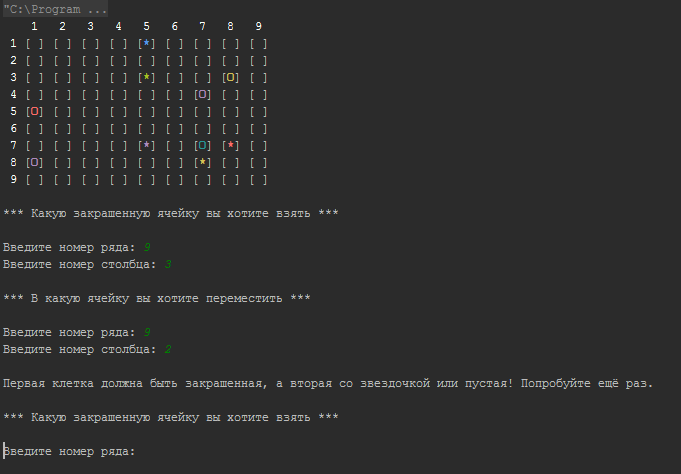 "C:\Program ...
1 2 3 4 5 6 7 8 9
1 [ ] [ ] [ ] [ ] [*] [ ] [ ] [ ] [ ]
2 [ ] [ ] [ ] [ ] [ ] [ ] [ ] [ ] [ ]
3 [ ] [ ] [ ] [ ] [*] [ ] [ ] [O] [ ]
4 [ ] [ ] [ ] [ ] [ ] [ ] [O] [ ] [ ]
5 [O] [ ] [ ] [ ] [ ] [ ] [ ] [ ] [ ]
6 [ ] [ ] [ ] [ ] [ ] [ ] [ ] [ ] [ ]
7 [ ] [ ] [ ] [ ] [*] [ ] [O] [*] [ ]
8 [O] [ ] [ ] [ ] [ ] [ ] [*] [ ] [ ]
9 [ ] [ ] [ ] [ ] [ ] [ ] [ ] [ ] [ ]
*** Какую закрашенную ячейку вы хотите взять ***
Введите номер ряда: 9
Введите номер столбца: 3
*** В какую ячейку вы хотите переместить ***
Введите номер ряда: 9
Введите номер столбца: 2
Первая клетка должна быть закрашенная, а вторая со звездочкой или пустая! Попробуйте ещё раз.
*** Какую закрашенную ячейку вы хотите взять ***
Введите номер ряда: